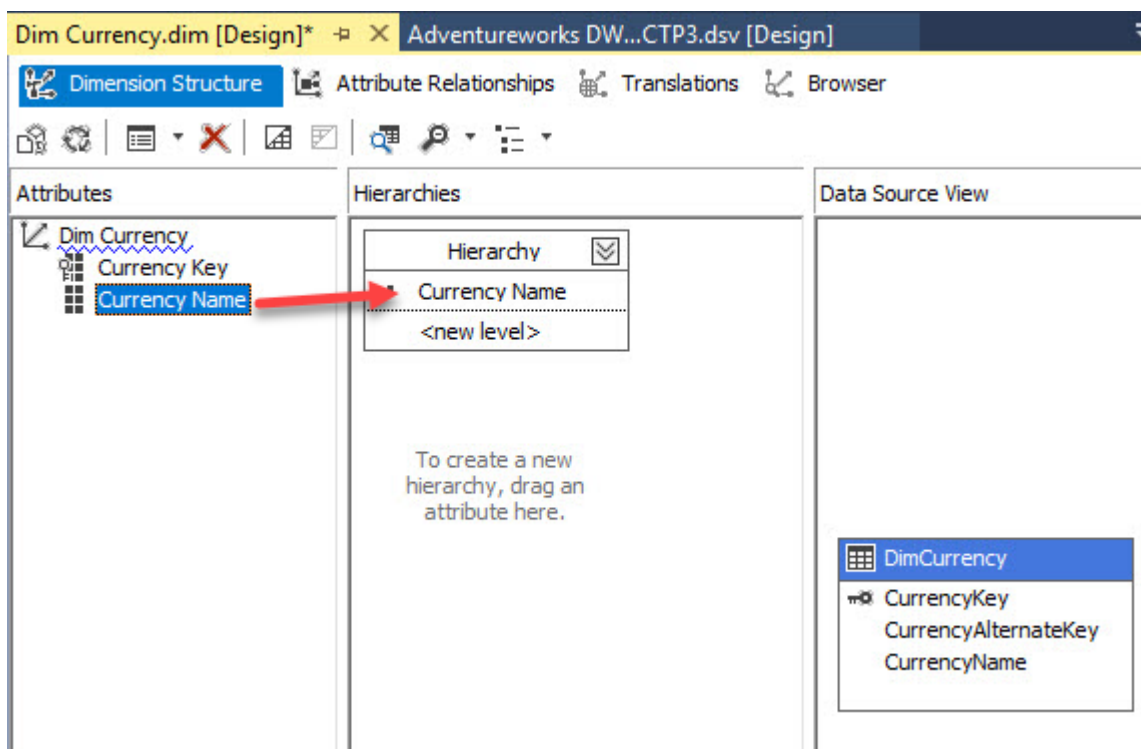 Dim Currency.dim [Design]* Adventureworks DW...CTP3.dsv [Design]
Dimension Structure Attribute Relationships Translations Browser
Attributes
Dim Currency
Currency Key
Currency Name
Hierarchies
Hierarchy
Currency Name
<new level>
To create a new
hierarchy, drag an
attribute here.
Data Source View
DimCurrency
CurrencyKey
CurrencyAlternateKey
CurrencyName